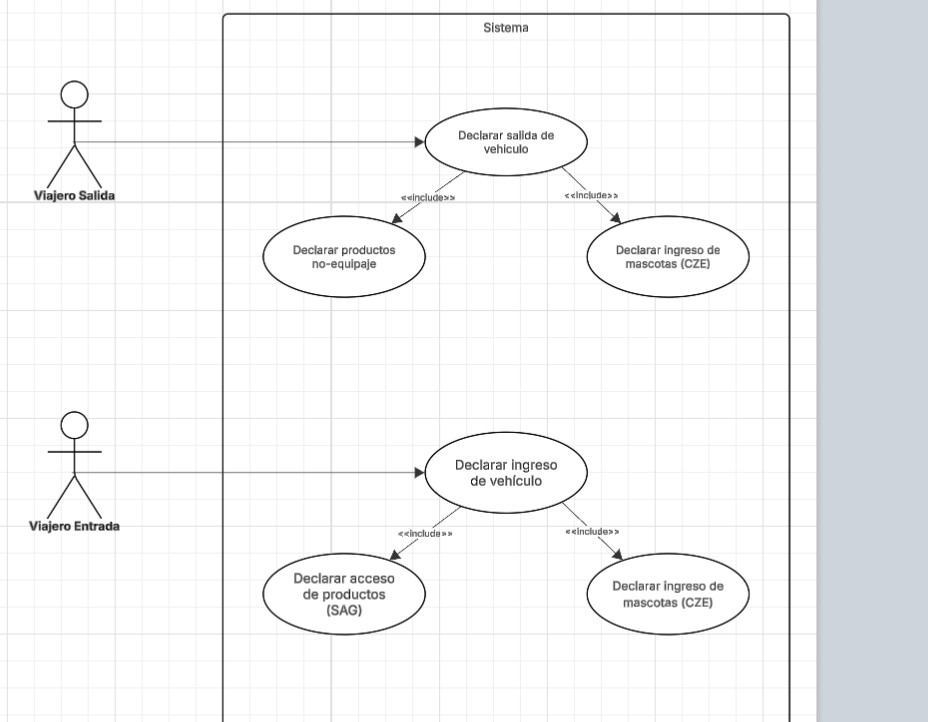 Sistema
Declarar salida de
vehiculo
Viajero Salida
<<include>>
<<include>>
Declarar productos
no-equipaje
Declarar ingreso de
mascotas (CZE)
Declarar ingreso
de vehículo
Viajero Entrada
<<include>>
<<include>>
Declarar acceso
de productos
(SAG)
Declarar ingreso de
mascotas (CZE)